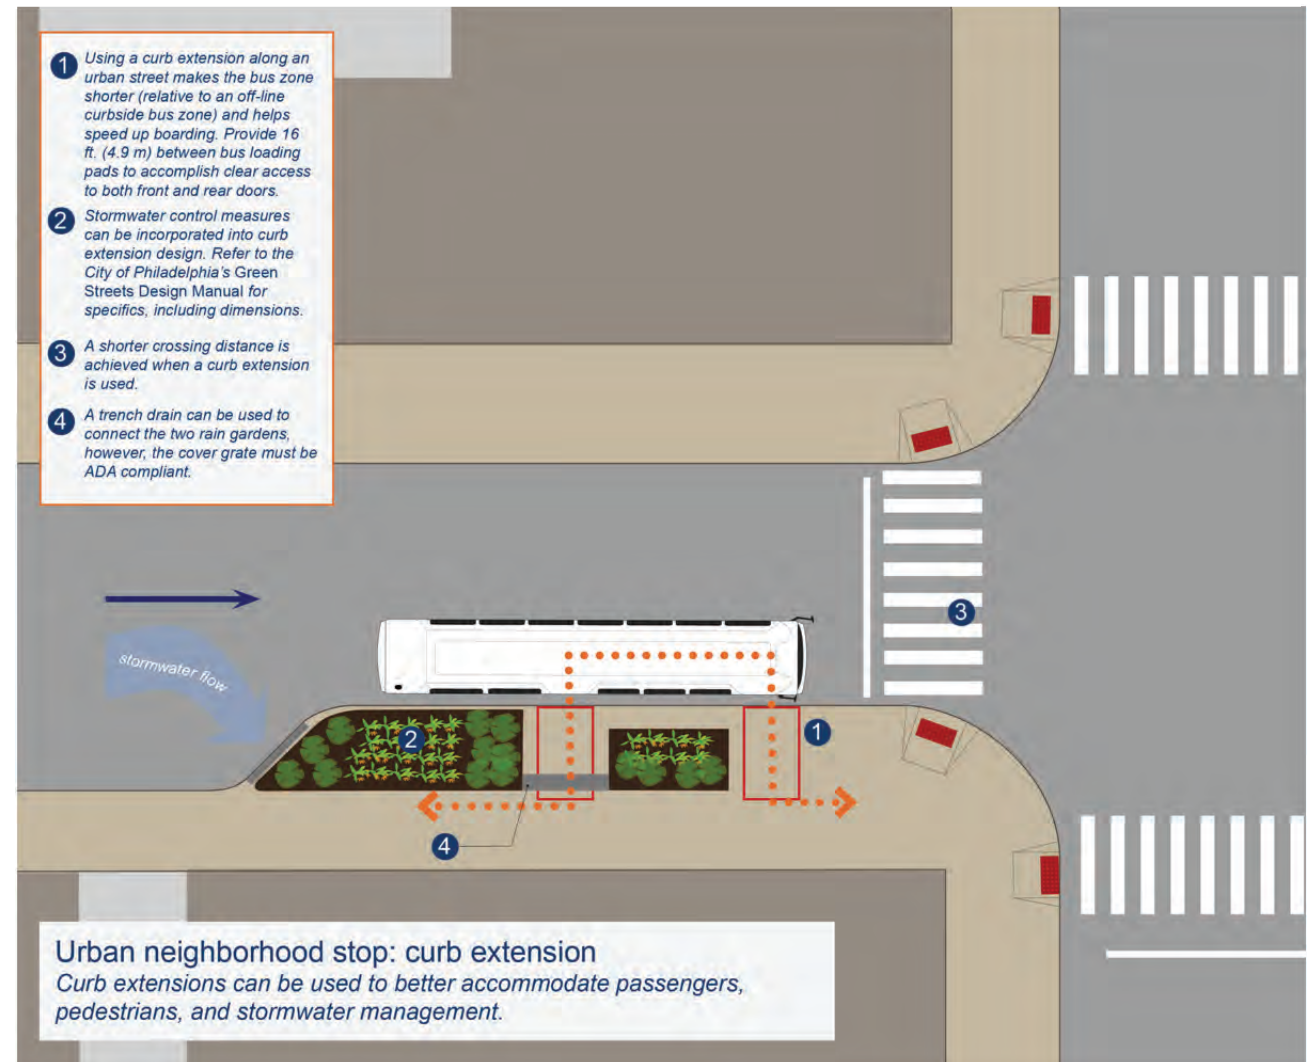 1 Using a curb extension along an
urban street makes the bus zone
shorter (relative to an off-line
curbside bus zone) and helps
speed up boarding. Provide 16
ft. (4.9 m) between bus loading
pads to accomplish clear access
to both front and rear doors.
2 Stormwater control measures
can be incorporated into curb
extension design. Refer to the
City of Philadelphia's Green
Streets Design Manual for
specifics, including dimensions.
3 A shorter crossing distance is
achieved when a curb extension
is used.
4 A trench drain can be used to
connect the two rain gardens,
however, the cover grate must be
ADA compliant.
3
stormwater flow
1
2
4
Urban neighborhood stop: curb extension
Curb extensions can be used to better accommodate passengers,
pedestrians, and stormwater management.